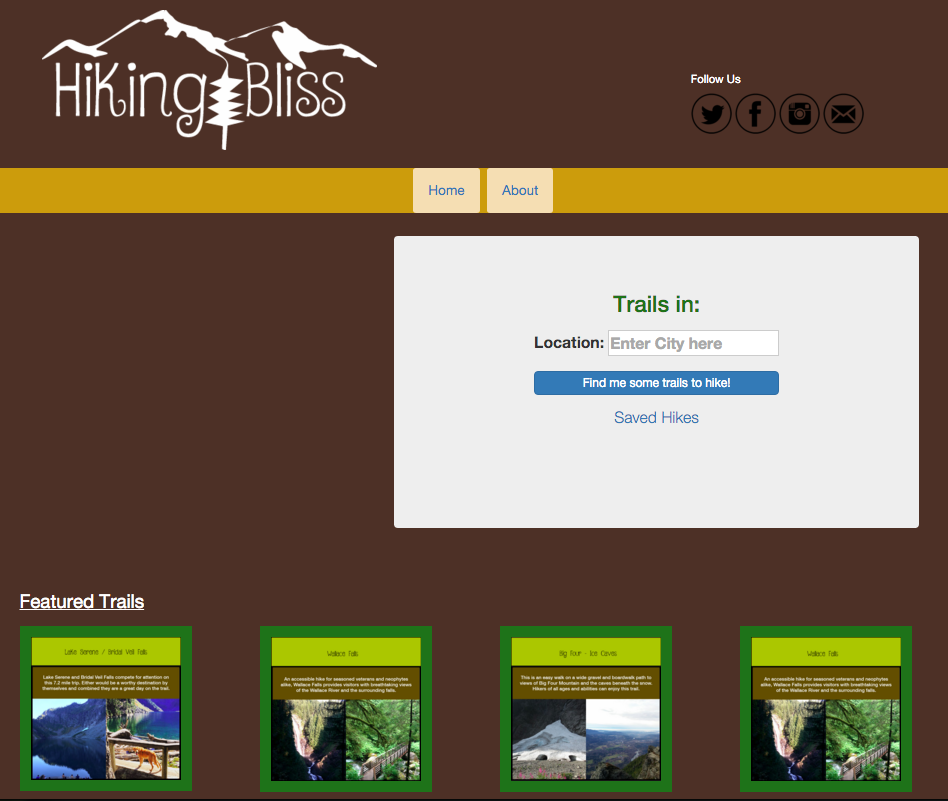 Hiking Bliss
Follow Us
Home
About
Trails in:
Location: Enter City here
Find me some trails to hike!
Saved Hikes
Featured Trails
Lake Serene / Bridal Veil Falls
Lake Serene and Bridal Veil Falls compete for attention on
this 7.2 mile trip. Either would be a worthy destination by
themselves and combined they are a great day on the trail.
Wallace Falls
An accessible hike for seasoned veterans and neophytes
alike, Wallace Falls provides visitors with breathtaking views
of the Wallace River and the surrounding falls.
Big Four - Ice Caves
This is an easy walk on a wide gravel and boardwalk path to
views of Big Four Mountain and the caves beneath the snow.
Hikers of all ages and abilities can enjoy this trail.
Wallace Falls
An accessible hike for seasoned veterans and neophytes
alike, Wallace Falls provides visitors with breathtaking views
of the Wallace River and the surrounding falls.